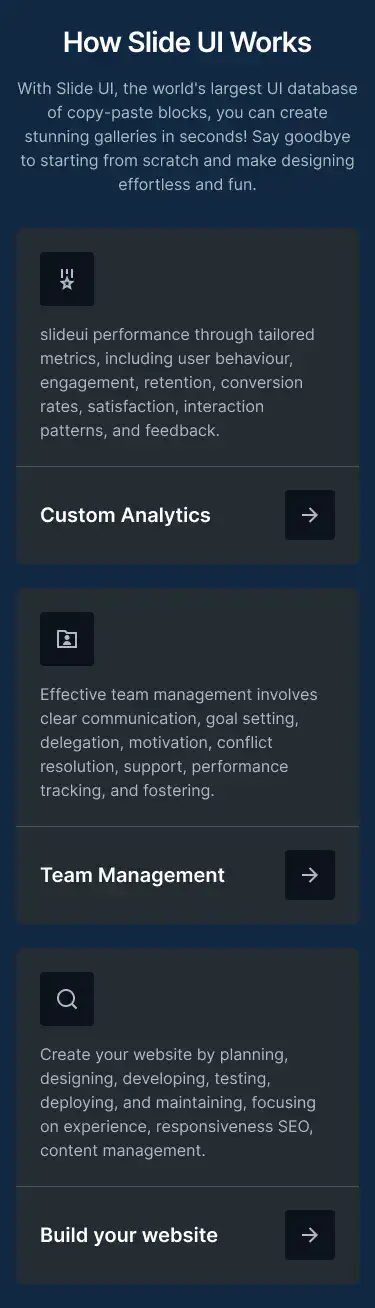 How Slide UI Works
With Slide UI, the world's largest UI database
of copy-paste blocks, you can create
stunning galleries in seconds! Say goodbye
to starting from scratch and make designing
effortless and fun.
slideui performance through tailored
metrics, including user behaviour,
engagement, retention, conversion
rates, satisfaction, interaction
patterns, and feedback.
Custom Analytics
Effective team management involves
clear communication, goal setting,
delegation, motivation, conflict
resolution, support, performance
tracking, and fostering.
Team Management
Create your website by planning,
designing, developing, testing,
deploying, and maintaining, focusing
on experience, responsiveness SEO,
content management.
Build your website